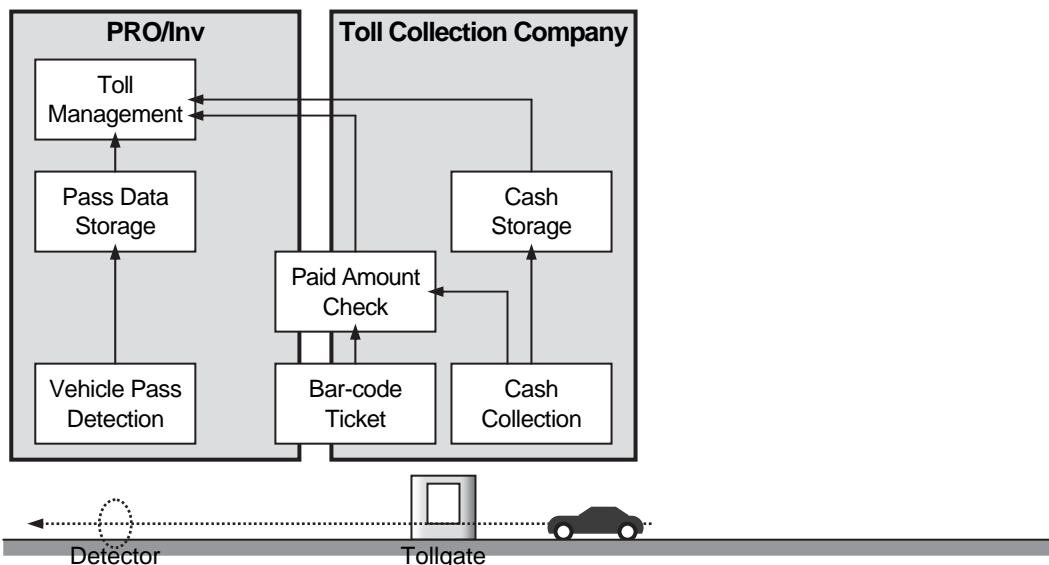 PRO/Inv
Toll Collection Company
Toll
Management
Pass Data
Storage
Cash
Storage
Paid Amount
Check
Vehicle Pass
Detection
Bar-code
Ticket
Cash
Collection
Detector
Tollgate